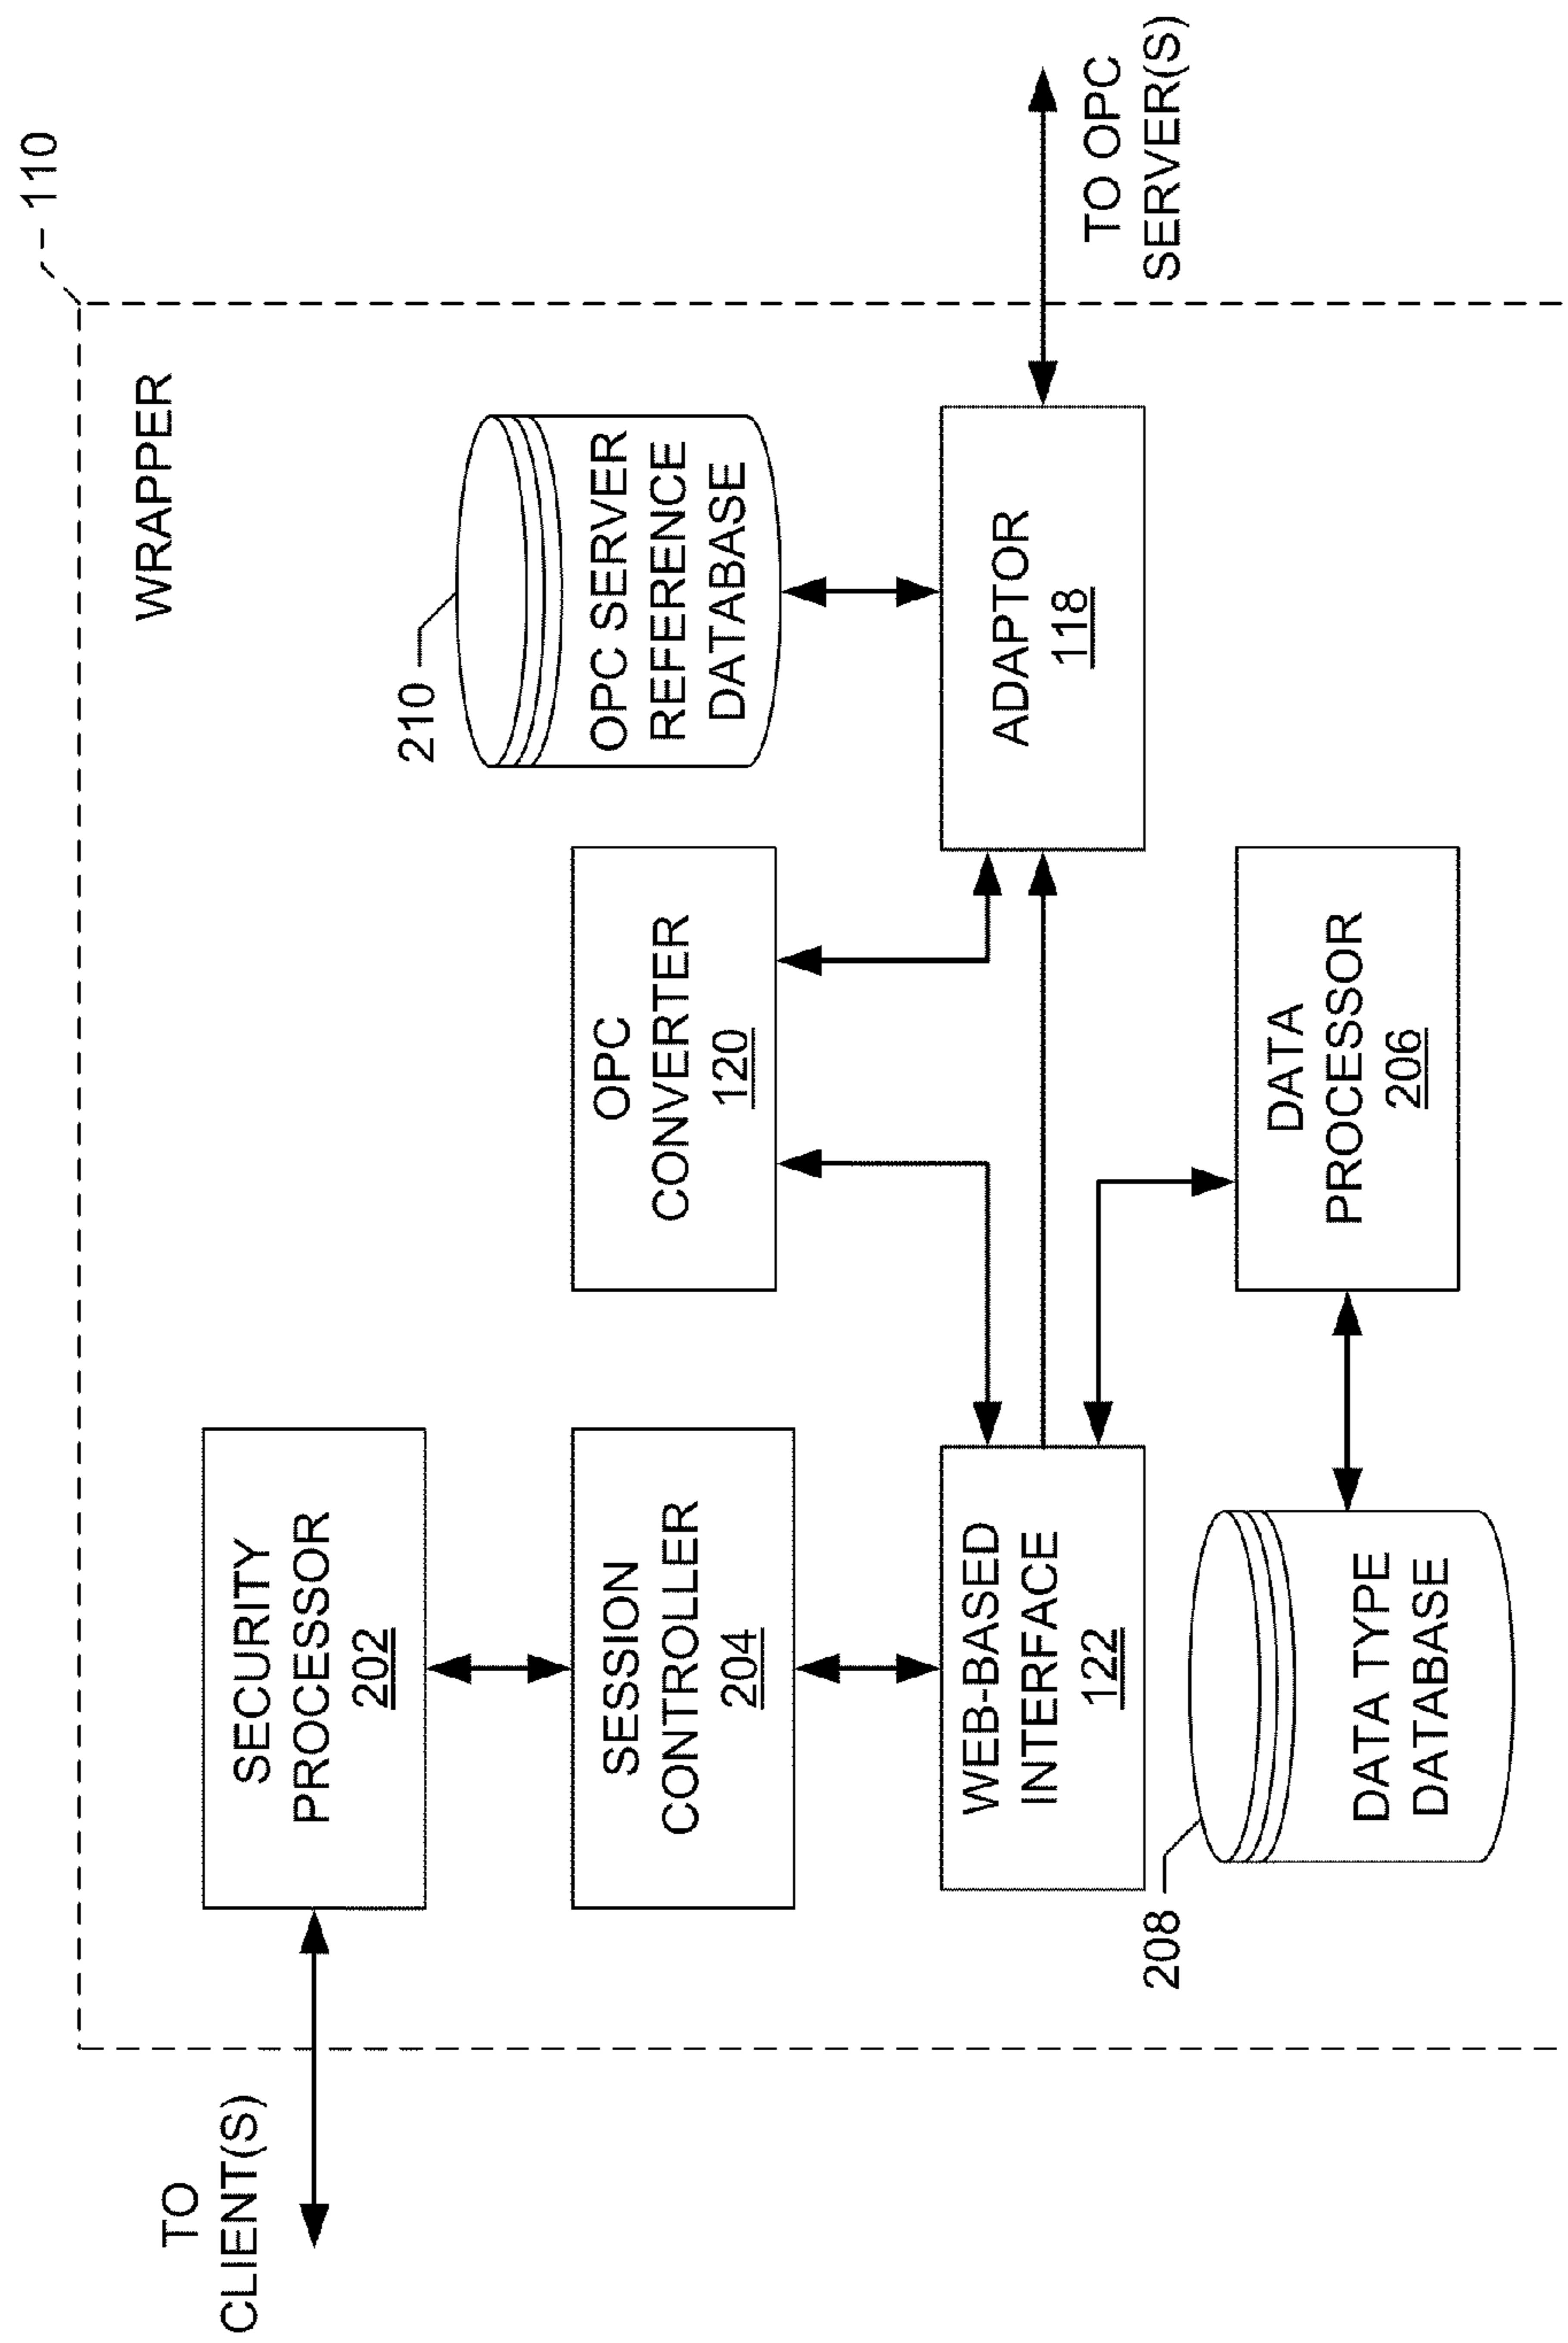 110
WRAPPER
TO
CLIENT(S)
SECURITY
PROCESSOR
202
SESSION
CONTROLLER
204
WEB-BASED
INTERFACE
122
208
DATA TYPE
DATABASE
OPC
CONVERTER
120
DATA
PROCESSOR
206
210
OPC SERVER
REFERENCE
DATABASE
ADAPTOR
118
TO OPC
SERVER(S)